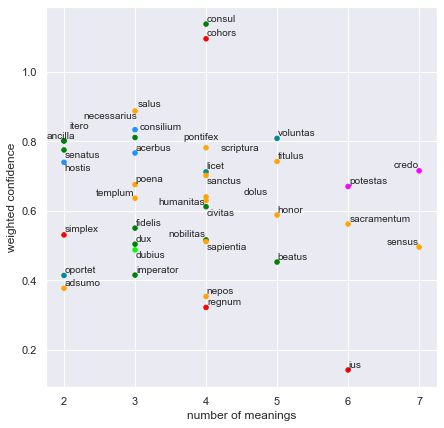 consul
cohors
1.0
salus
necessarius
itero
consilium
ancilla
pontifex
voluntas
0.8
scriptura
senatus
acerbus
titulus
hostis
licet
credo
poena
sanctus
potestas
templum
dolus
humanitas
0.6
civitas
honor
fidelis
sacramentum
simplex
nobilitas
dux
sapientia
sensus
dubius
beatus
oportet
imperator
0.4
adsumo
nepos
regnum
0.2
ius
2 3 4 5 6 7
number of meanings
weighted confidence